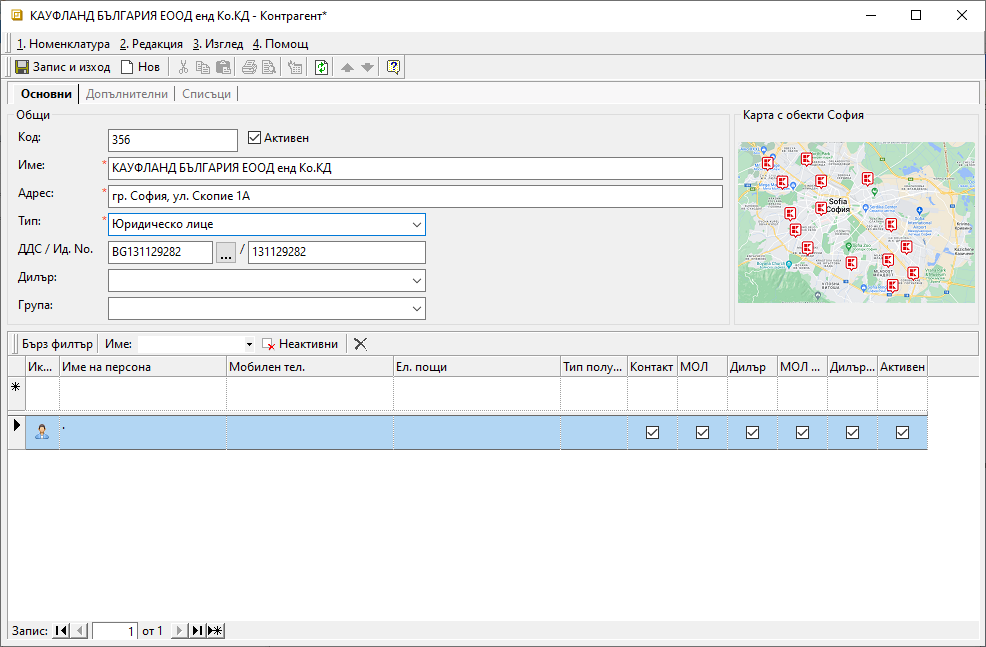 КАУФЛАНД БЪЛГАРИЯ ЕООД енд Ко.КД - Контрагент*
1. Номенклатура 2. Редакция 3. Изглед 4. Помощ
Запис и изход Нов
Основни Допълнителни Списъци
Общи
Код: 356 Активен
Име: * КАУФЛАНД БЪЛГАРИЯ ЕООД енд Ко.КД
Адрес: * гр. София, ул. Скопие 1А
Тип: * Юридическо лице
ДДС / Ид. No. BG131129282 ... / 131129282
Дилър:
Група:
Карта с обекти София
Sofia
София
Бърз филтър Име: Неактивни
Ик... Име на персона Мобилен тел. Ел. пощи Тип полу... Контакт МОЛ Дилър МОЛ ... Дилър... Активен
.
Запис: 1 от 1